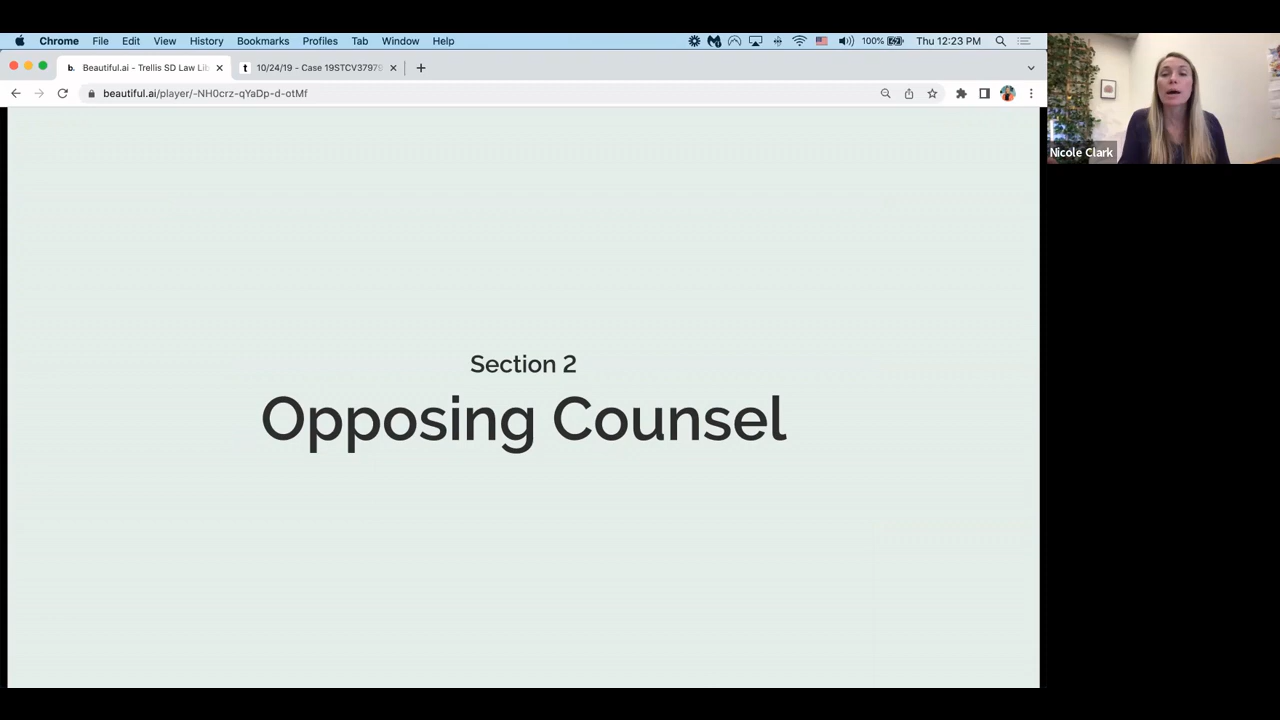 Chrome File Edit View History Bookmarks Profiles Tab Window Help 100% Thu 12:23 PM
b. Beautiful.ai - Trellis SD Law Lib t 10/24/19 - Case 19STCV37979
beautiful.ai/player/-NH0crz-qYaDp-d-otMf
Nicole Clark
Section 2
Opposing Counsel